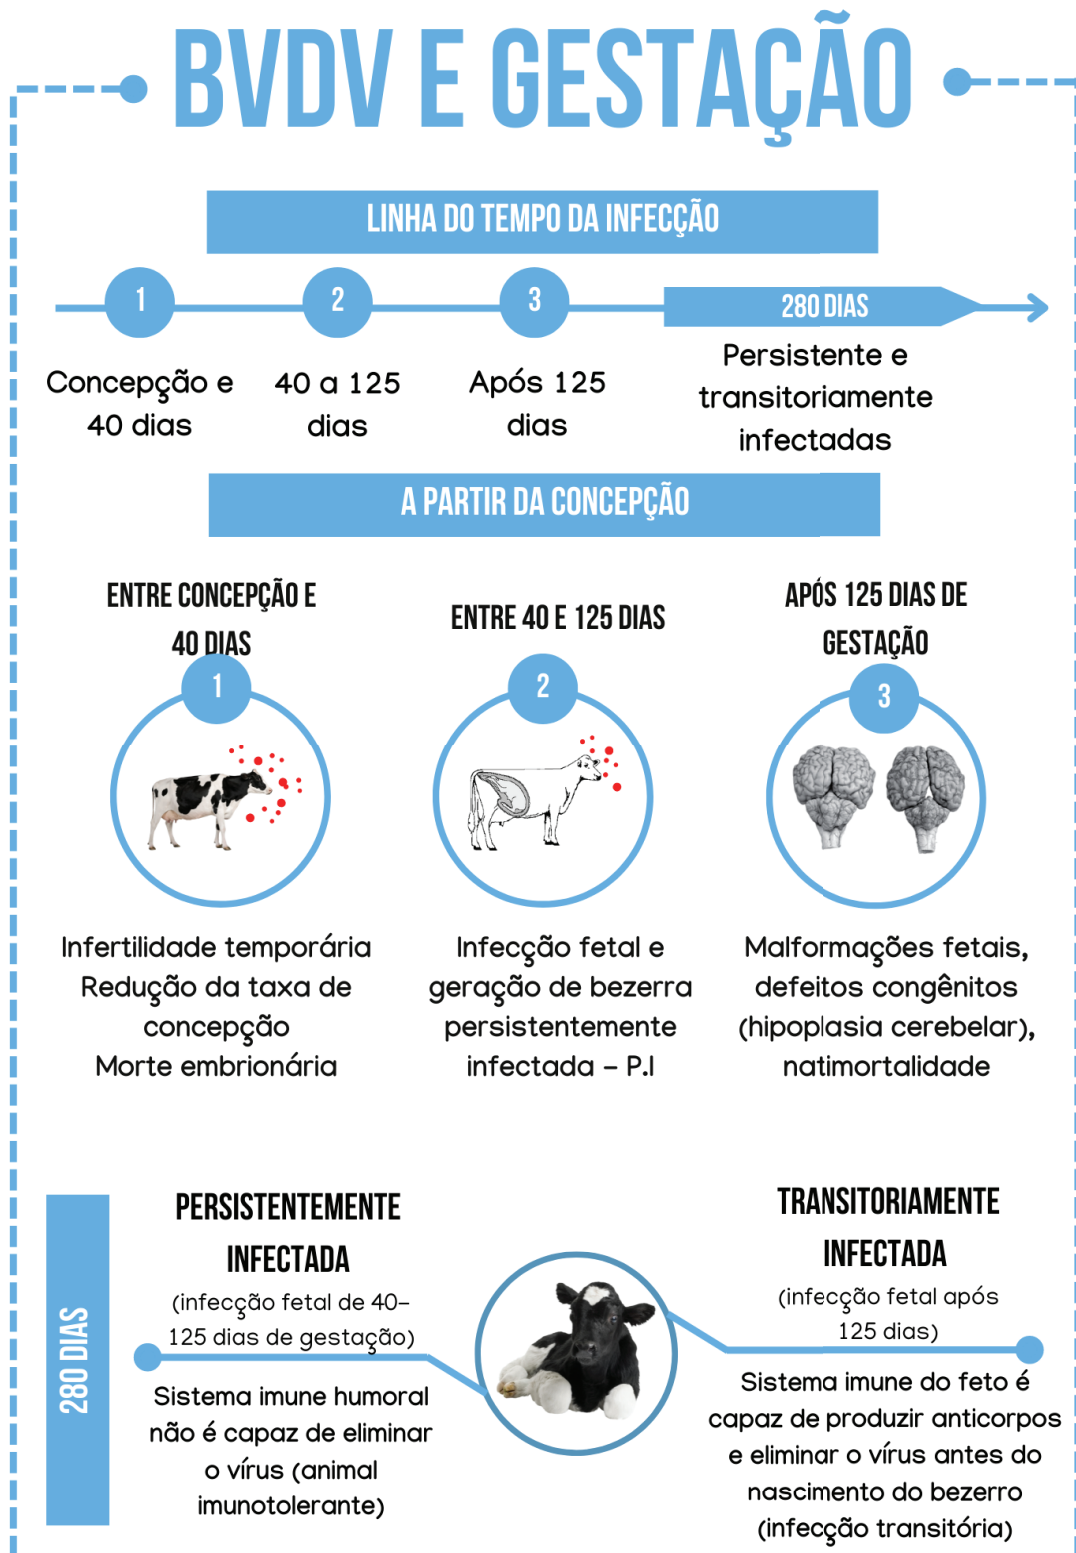 BVDV E GESTAÇÃO
LINHA DO TEMPO DA INFECÇÃO
1
2
3
280 DIAS
Concepção e
40 dias
40 a 125
dias
Após 125
dias
Persistente e
transitoriamente
infectadas
A PARTIR DA CONCEPÇÃO
ENTRE CONCEPÇÃO E
40 DIAS
1
Infertilidade temporária
Redução da taxa de
concepção
Morte embrionária
ENTRE 40 E 125 DIAS
2
Infecção fetal e
geração de bezerra
persistentemente
infectada – P.I
APÓS 125 DIAS DE
GESTAÇÃO
3
Malformações fetais,
defeitos congênitos
(hipoplasia cerebelar),
natimortalidade
280 DIAS
PERSISTENTEMENTE
INFECTADA
(infecção fetal de 40–
125 dias de gestação)
Sistema imune humoral
não é capaz de eliminar
o vírus (animal
imunotolerante)
TRANSITORIAMENTE
INFECTADA
(infecção fetal após
125 dias)
Sistema imune do feto é
capaz de produzir anticorpos
e eliminar o vírus antes do
nascimento do bezerro
(infecção transitória)